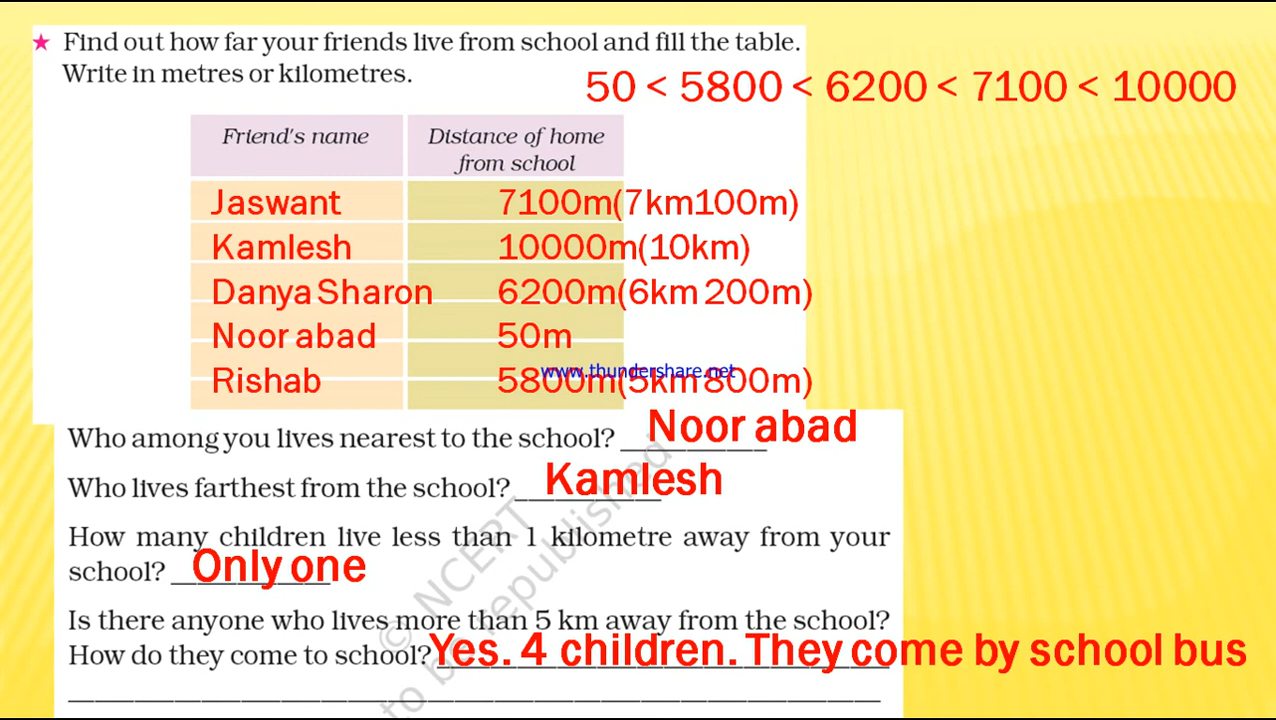 ★ Find out how far your friends live from school and fill the table.
Write in metres or kilometres.
50 < 5800 < 6200 < 7100 < 10000
Friend's name Distance of home from school
Jaswant 7100m(7km100m)
Kamlesh 10000m(10km)
Danya Sharon 6200m(6km 200m)
Noor abad 50m
www.thundershare.net
Rishab 5800m(5km 800m)
Who among you lives nearest to the school? Noor abad
Who lives farthest from the school? Kamlesh
How many children live less than 1 kilometre away from your
school? Only one
Is there anyone who lives more than 5 km away from the school?
How do they come to school? Yes. 4 children. They come by school bus
© NCERT
to be republished